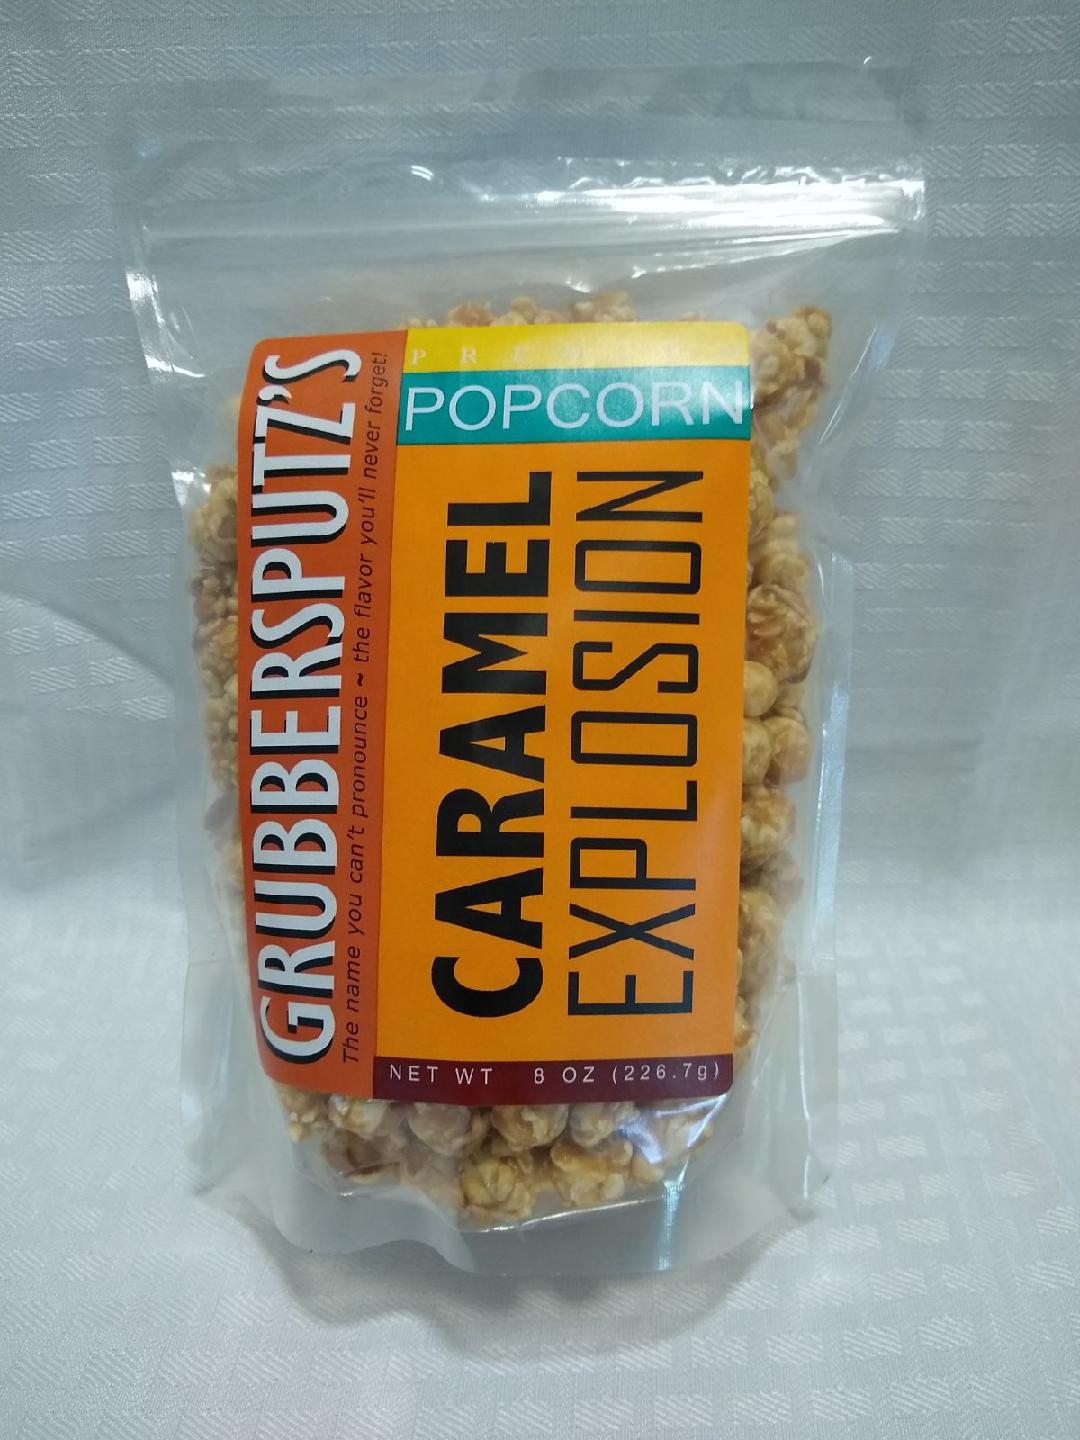 GRUBBERSPUTZ'S
The name you can't pronounce ~ the flavor you'll never forget!
PREMIUM
POPCORN
CARAMEL
EXPLOSION
NET WT 8 OZ (226.7g)